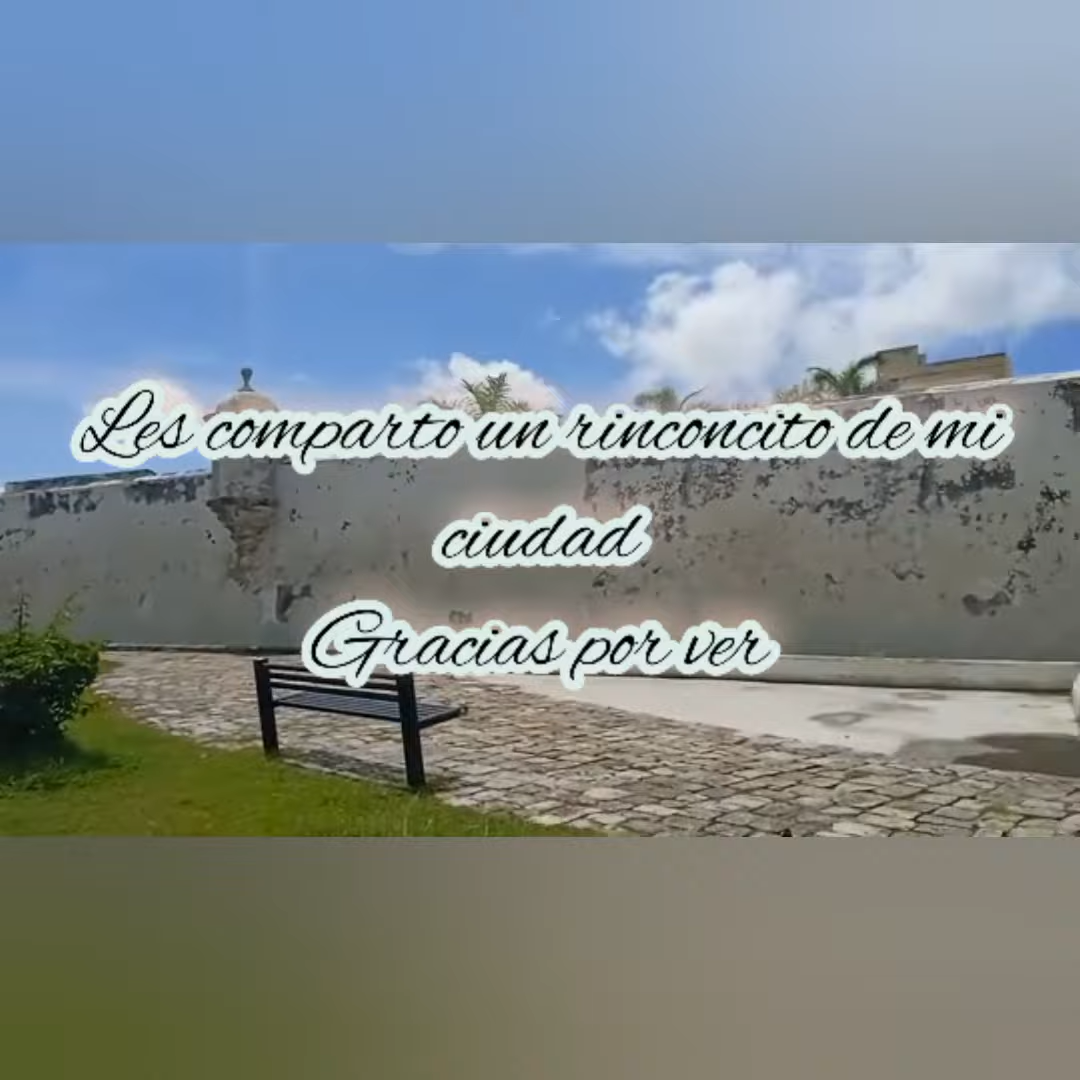 Les comparto un rinconcito de mi
ciudad
Gracias por ver